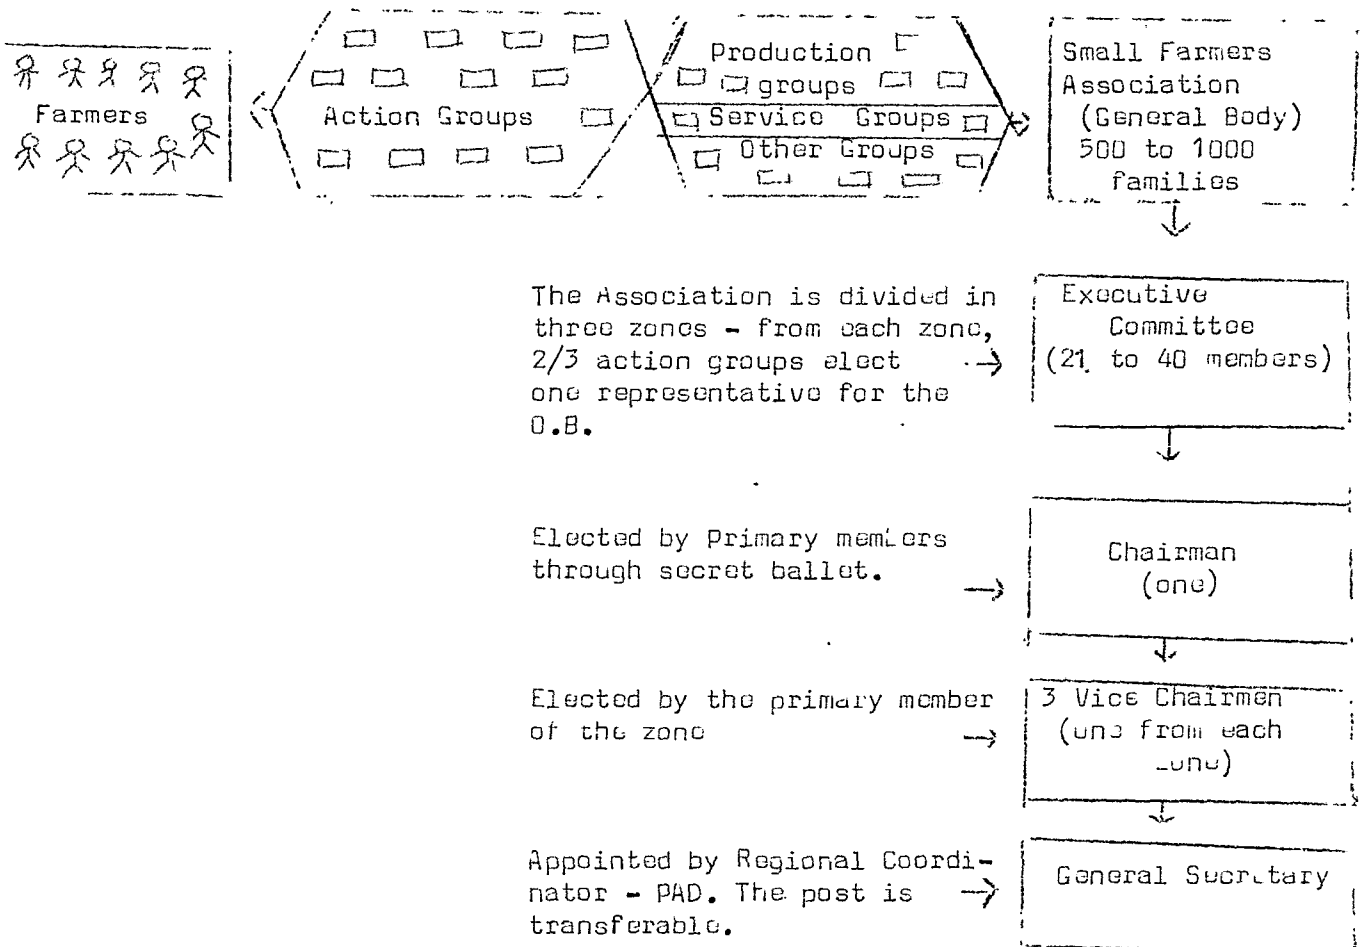 Farmers
Action Groups
Production
groups
Service Groups
Other Groups
Small Farmers
Association
(General Body)
500 to 1000
families
The Association is divided in
three zones - from each zone,
2/3 action groups elect
one representative for the
O.B.
Executive
Committee
(21 to 40 members)
Elected by Primary members
through secret ballot.
Chairman
(one)
Elected by the primary member
of the zone
3 Vice Chairmen
(one from each
zone)
Appointed by Regional Coordi-
nator - PAD. The post is
transferable.
General Secretary